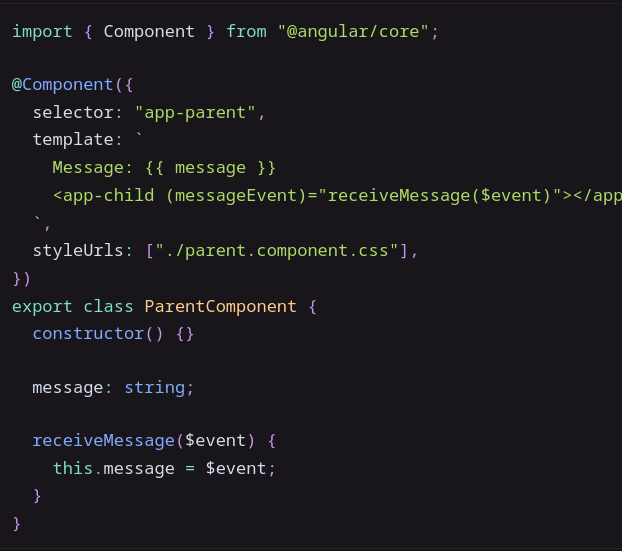 import { Component } from "@angular/core";
@Component({
  selector: "app-parent",
  template: `
    Message: {{ message }}
    <app-child (messageEvent)="receiveMessage($event)"></app
  `,
  styleUrls: ["./parent.component.css"],
})
export class ParentComponent {
  constructor() {}
  message: string;
  receiveMessage($event) {
    this.message = $event;
  }
}